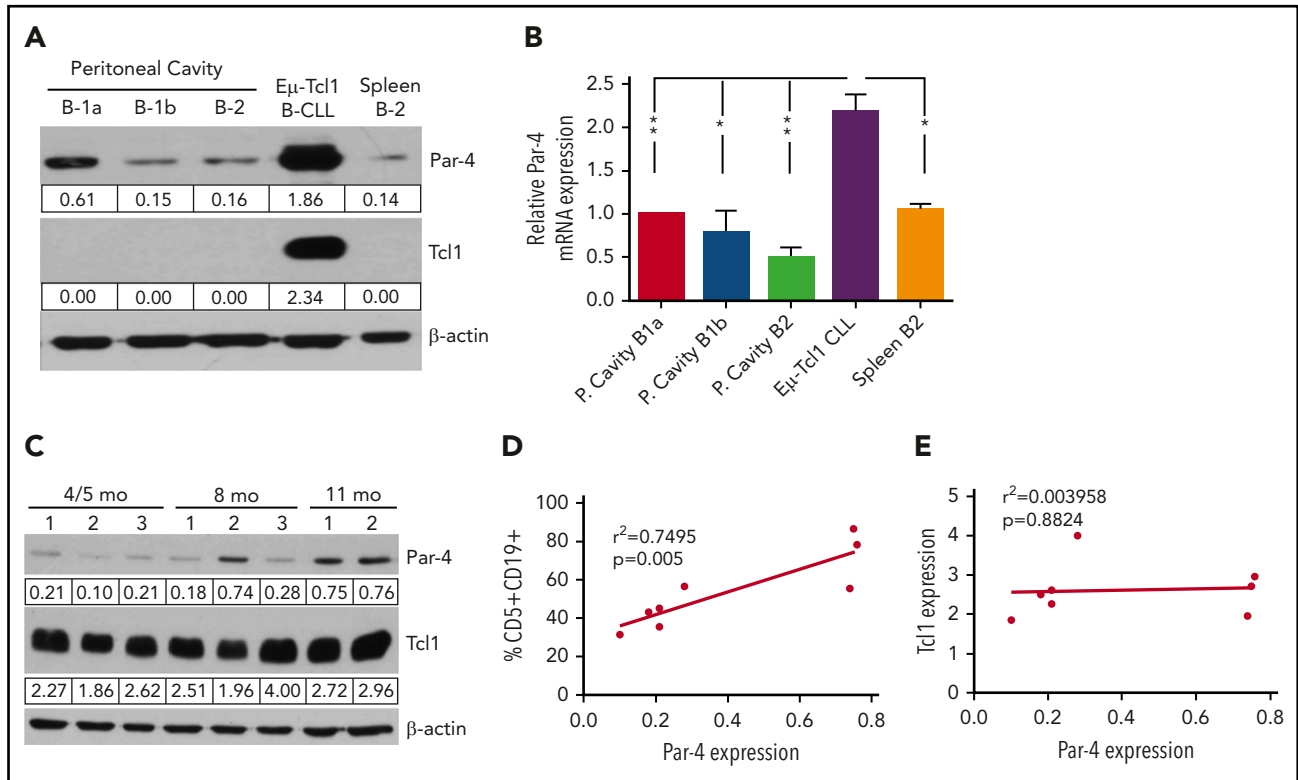 A
Peritoneal Cavity
B-1a B-1b B-2 Eμ-Tcl1 B-CLL Spleen B-2
Par-4
0.61 0.15 0.16 1.86 0.14
Tcl1
0.00 0.00 0.00 2.34 0.00
β-actin
B
Relative Par-4
mRNA expression
2.5
2.0
1.5
1.0
0.5
0.0
** * ** *
P. Cavity B1a
P. Cavity B1b
P. Cavity B2
Eμ-Tcl1 CLL
Spleen B2
C
4/5 mo 8 mo 11 mo
1 2 3 1 2 3 1 2
Par-4
0.21 0.10 0.21 0.18 0.74 0.28 0.75 0.76
Tcl1
2.27 1.86 2.62 2.51 1.96 4.00 2.72 2.96
β-actin
D
% CD5+CD19+
100
80
60
40
20
0
r²=0.7495
p=0.005
0.0 0.2 0.4 0.6 0.8
Par-4 expression
E
Tcl1 expression
5
4
3
2
1
0
r²=0.003958
p=0.8824
0.0 0.2 0.4 0.6 0.8
Par-4 expression